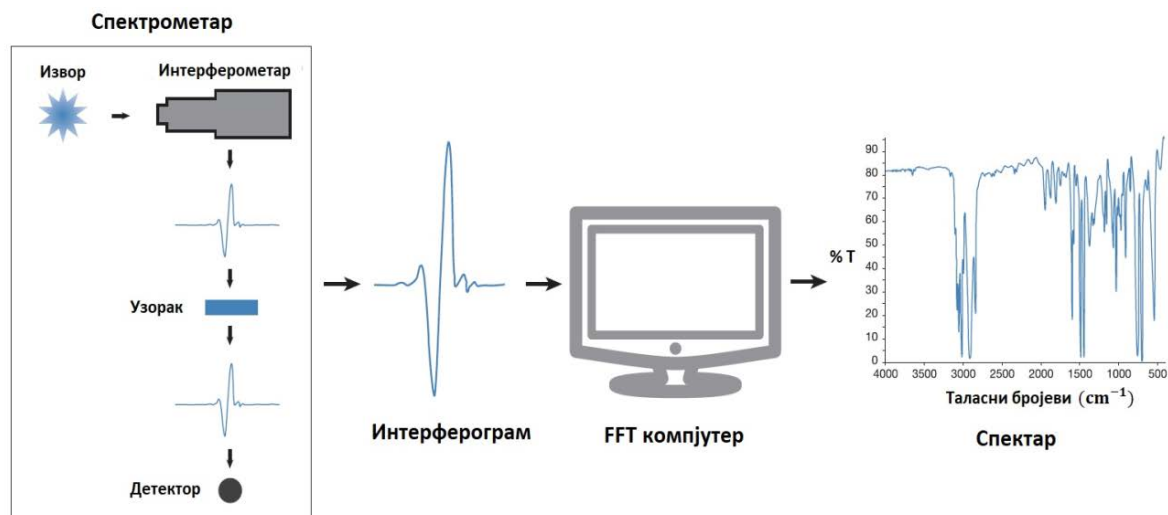 Спектрометар
Извор
Интерферометар
Узорак
Детектор
Интерферограм
FFT компјутер
% T
90
80
70
60
50
40
30
20
10
0
4000 3500 3000 2500 2000 1500 1000 500
Таласни бројеви (cm⁻¹)
Спектар